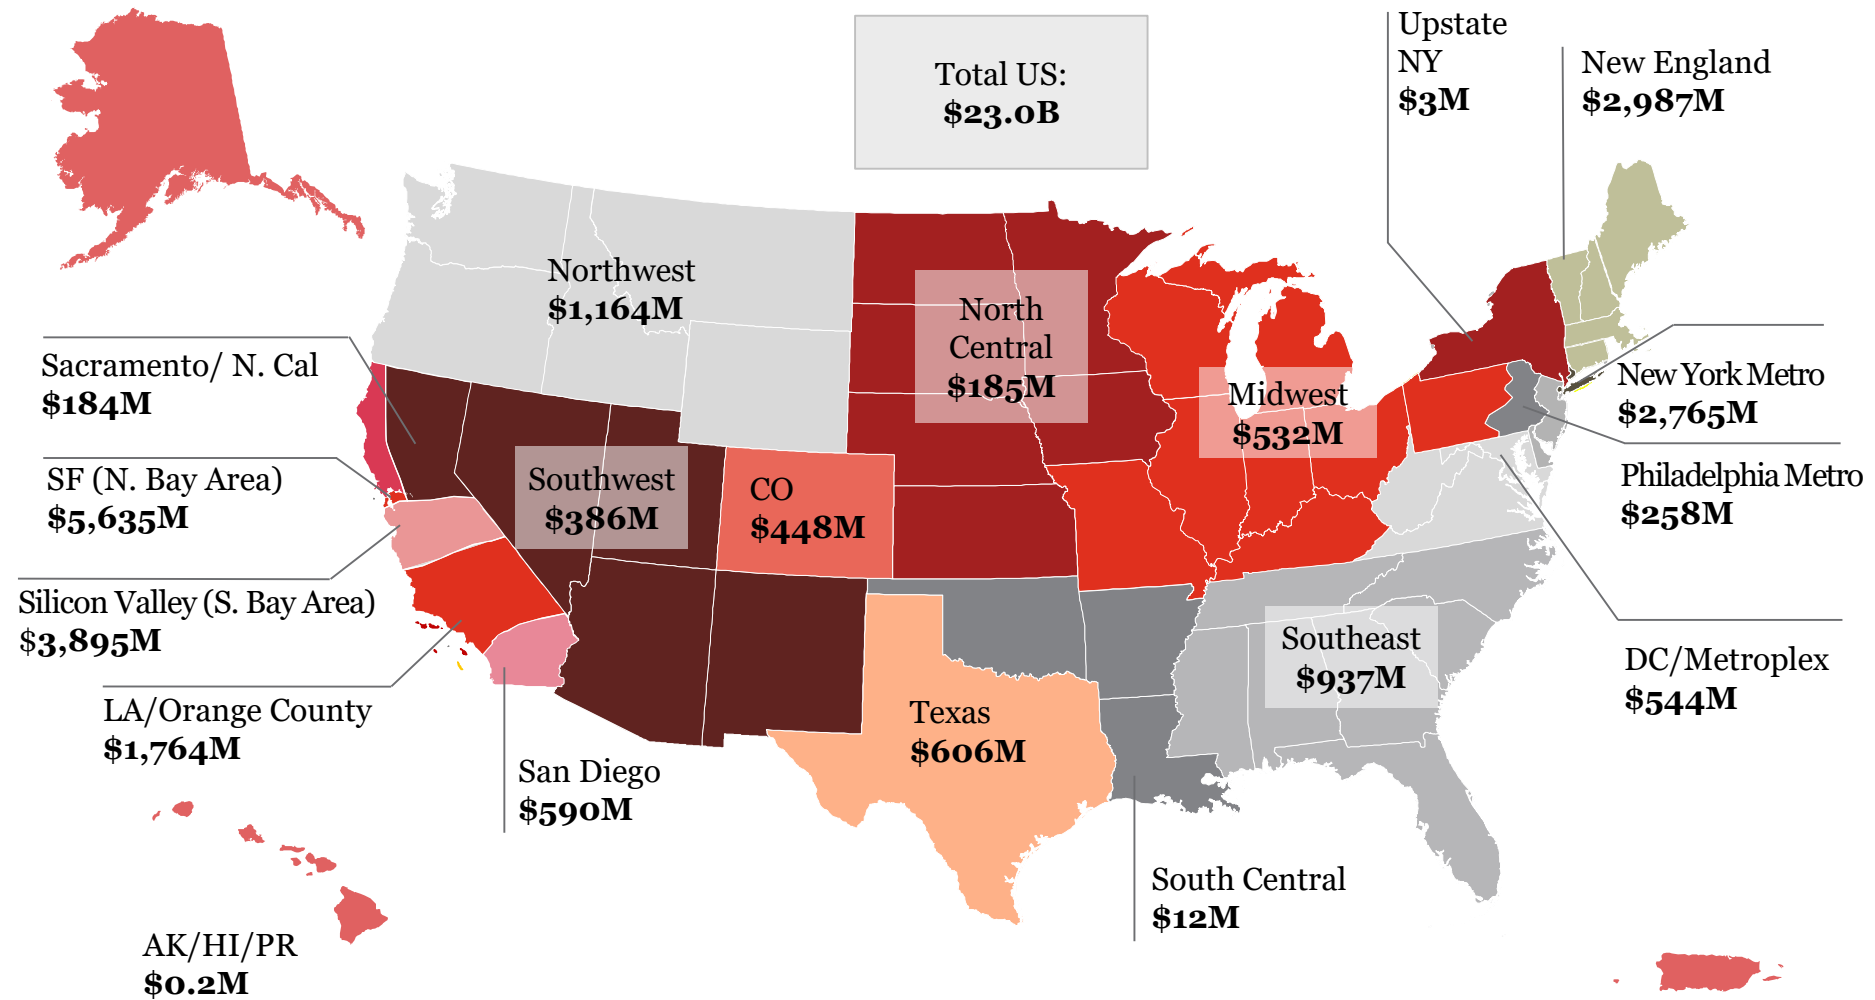 Total US:
$23.0B
Upstate
NY
$3M
New England
$2,987M
Northwest
$1,164M
North
Central
$185M
Sacramento/ N. Cal
$184M
Midwest
$532M
New York Metro
$2,765M
SF (N. Bay Area)
$5,635M
Southwest
$386M
CO
$448M
Philadelphia Metro
$258M
Silicon Valley (S. Bay Area)
$3,895M
Southeast
$937M
DC/Metroplex
$544M
LA/Orange County
$1,764M
Texas
$606M
San Diego
$590M
South Central
$12M
AK/HI/PR
$0.2M